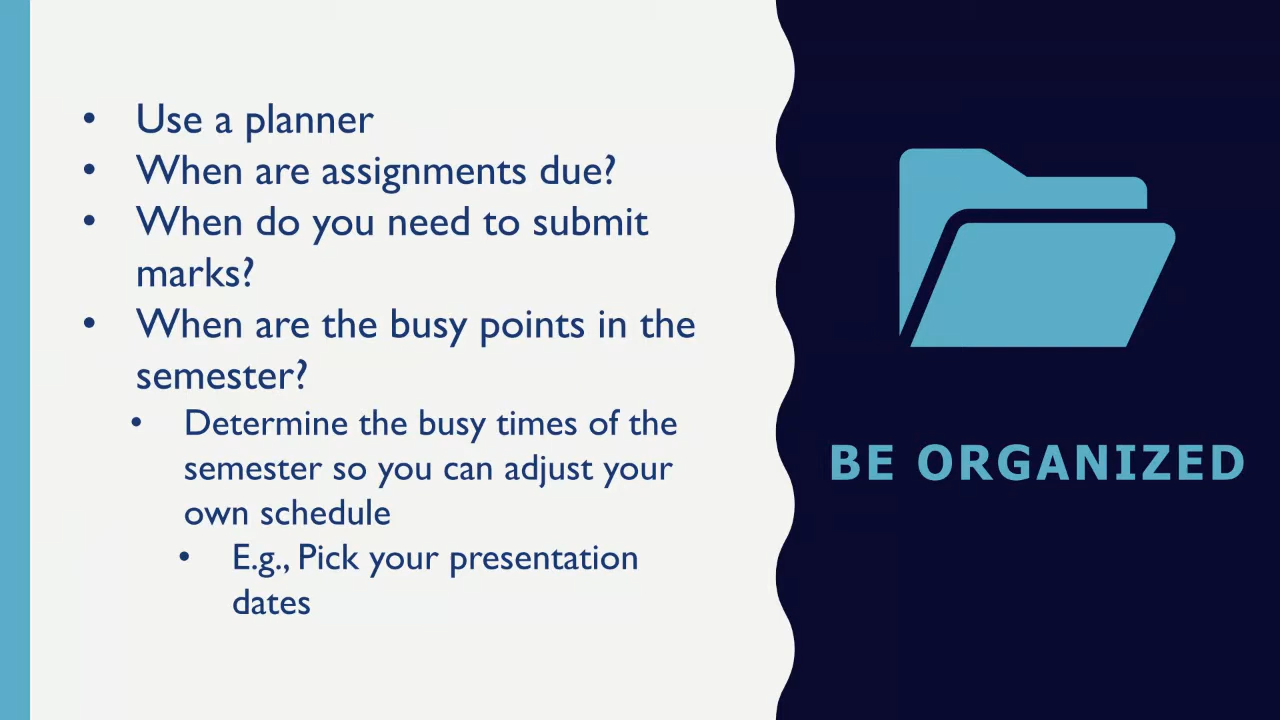 • Use a planner
• When are assignments due?
• When do you need to submit
marks?
• When are the busy points in the
semester?
• Determine the busy times of the
semester so you can adjust your
own schedule
• E.g., Pick your presentation
dates
BE ORGANIZED